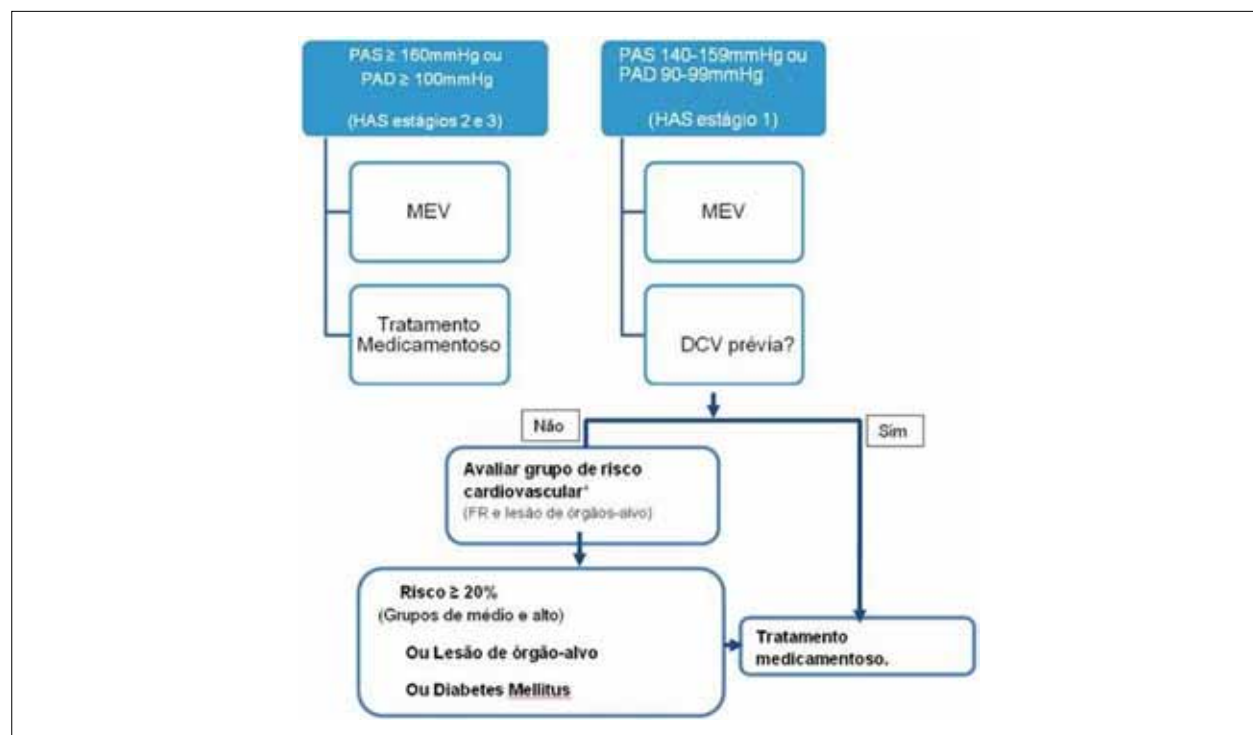 PAS ≥ 160mmHg ou
PAD ≥ 100mmHg
(HAS estágios 2 e 3)
MEV
Tratamento
Medicamentoso
PAS 140-159mmHg ou
PAD 90-99mmHg
(HAS estágio 1)
MEV
DCV prévia?
Não
Sim
Avaliar grupo de risco
cardiovascular*
(FR e lesão de órgãos-alvo)
Risco ≥ 20%
(Grupos de médio e alto)
Ou Lesão de órgão-alvo
Ou Diabetes Mellitus
Tratamento
medicamentoso.